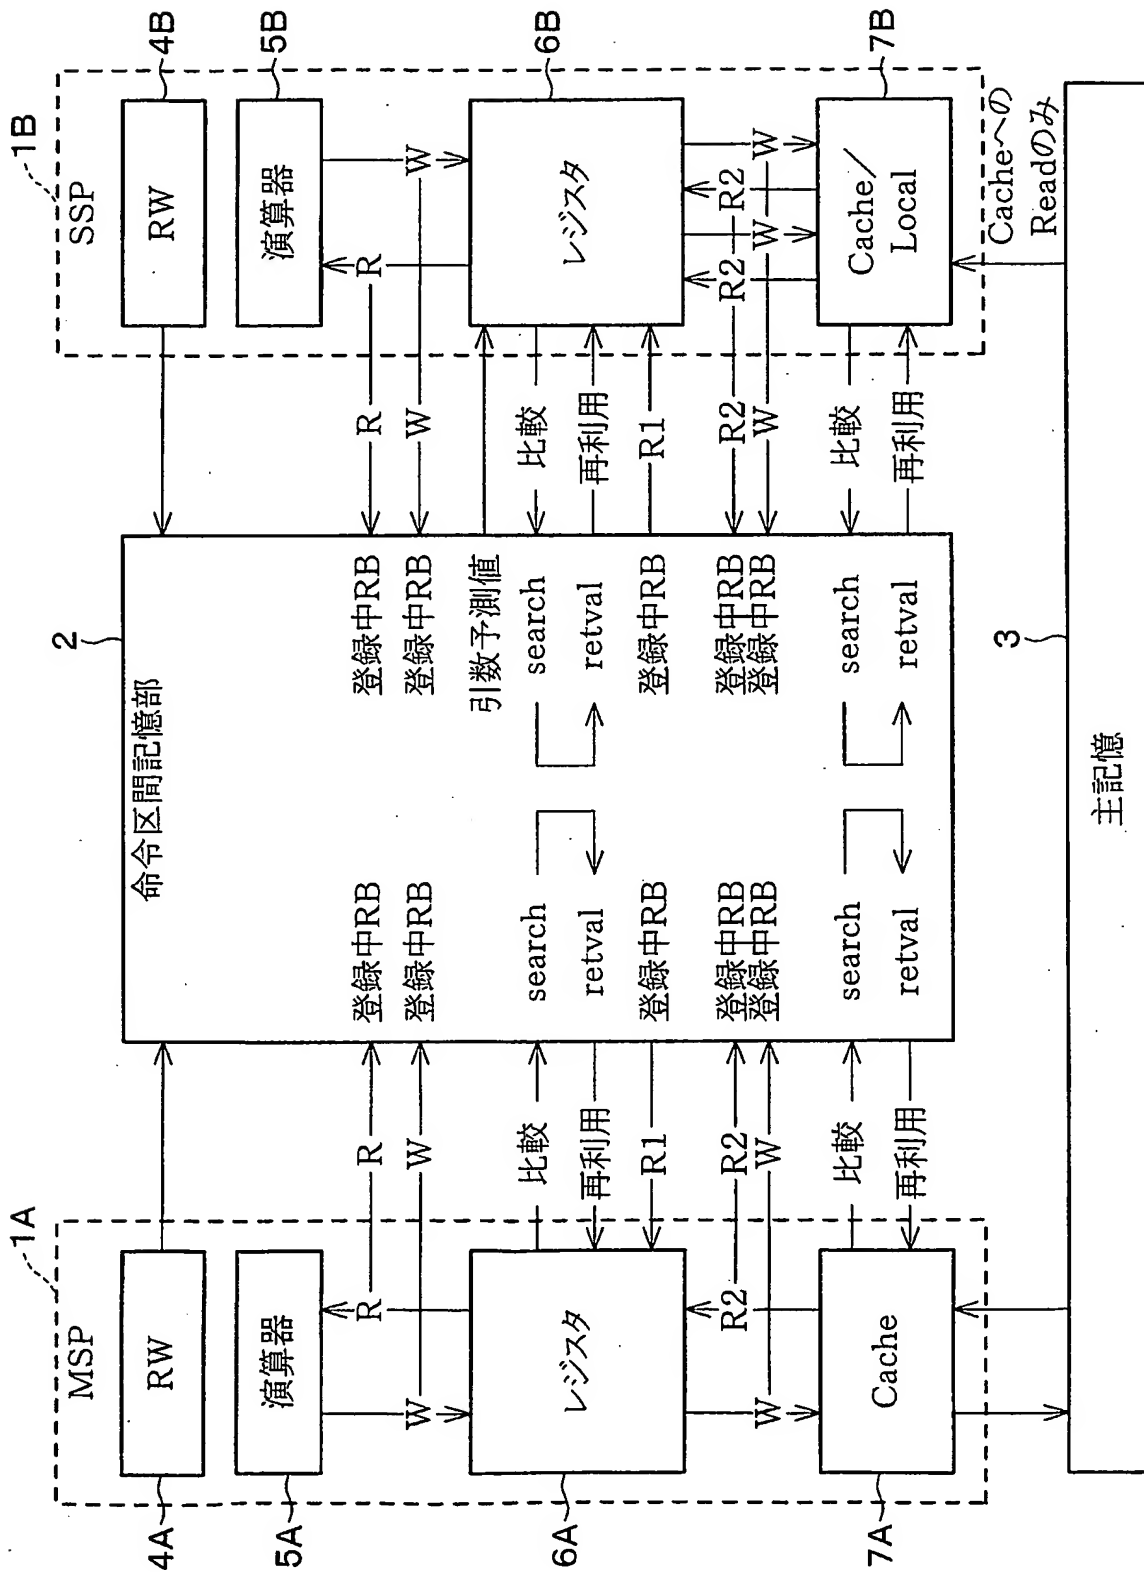 1A
MSP
4A
RW
5A
演算器
R
W
6A
レジスタ
R2
W
7A
Cache
R
W
比較
再利用
R1
R2
W
比較
再利用
2
命令区間記憶部
登録中RB
登録中RB
search
retval
登録中RB
登録中RB
登録中RB
search
retval
登録中RB
登録中RB
引数予測値
search
retval
登録中RB
登録中RB
登録中RB
search
retval
R
W
比較
再利用
R1
R2
W
比較
再利用
1B
SSP
RW
4B
演算器
5B
R
W
レジスタ
6B
R2
W
R2
W
Cache/
Local
7B
Cacheへの
Readのみ
3
主記憶